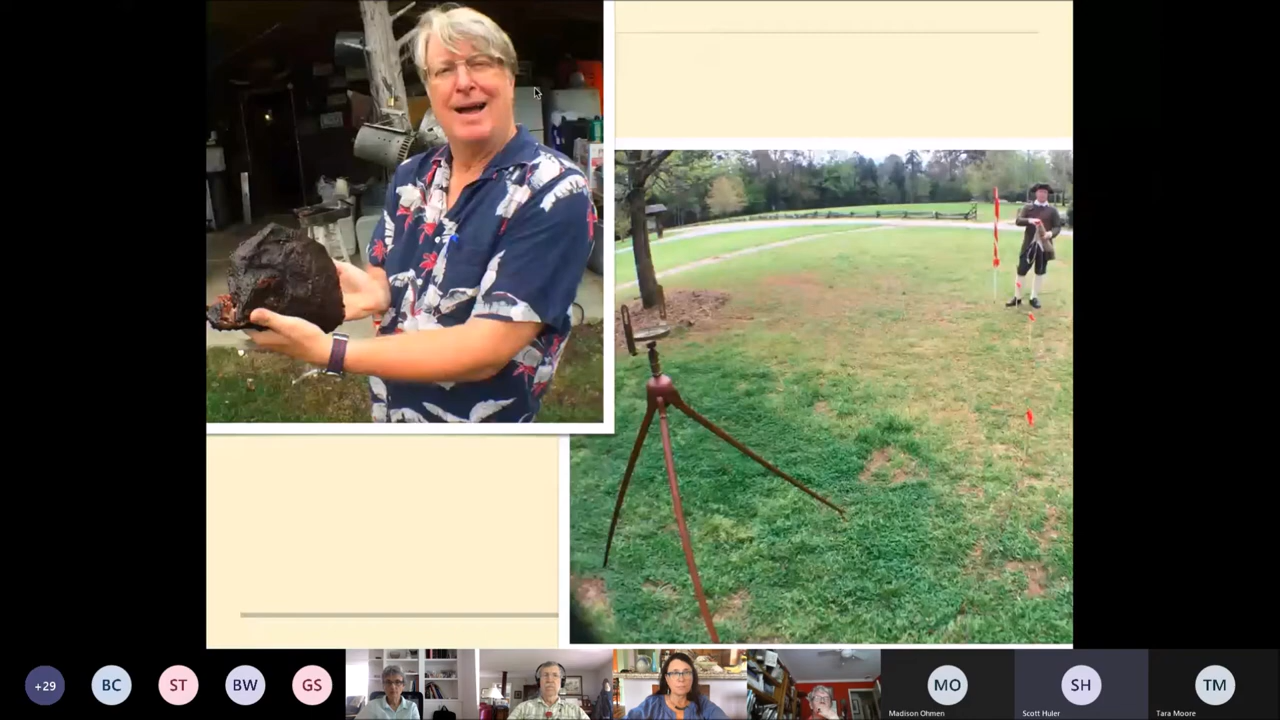 +29
BC
ST
BW
GS
MO
Madison Ohmen
SH
Scott Huler
TM
Tara Moore